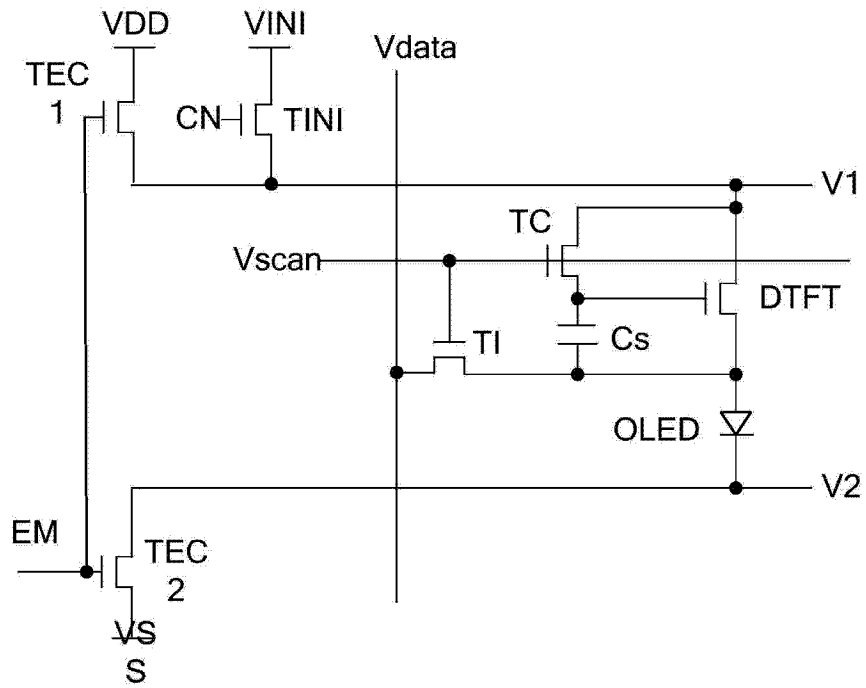 VDD
VINI
Vdata
TEC
1
CN
TINI
V1
TC
Vscan
DTFT
TI
Cs
OLED
V2
EM
TEC
2
VS
S